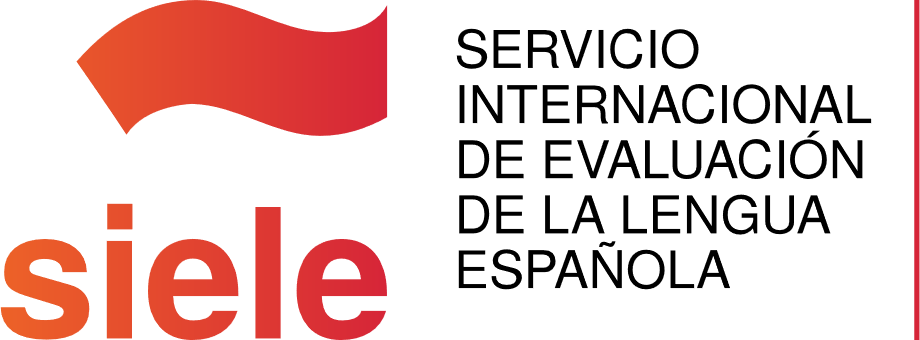 siele
SERVICIO
INTERNACIONAL
DE EVALUACIÓN
DE LA LENGUA
ESPAÑOLA